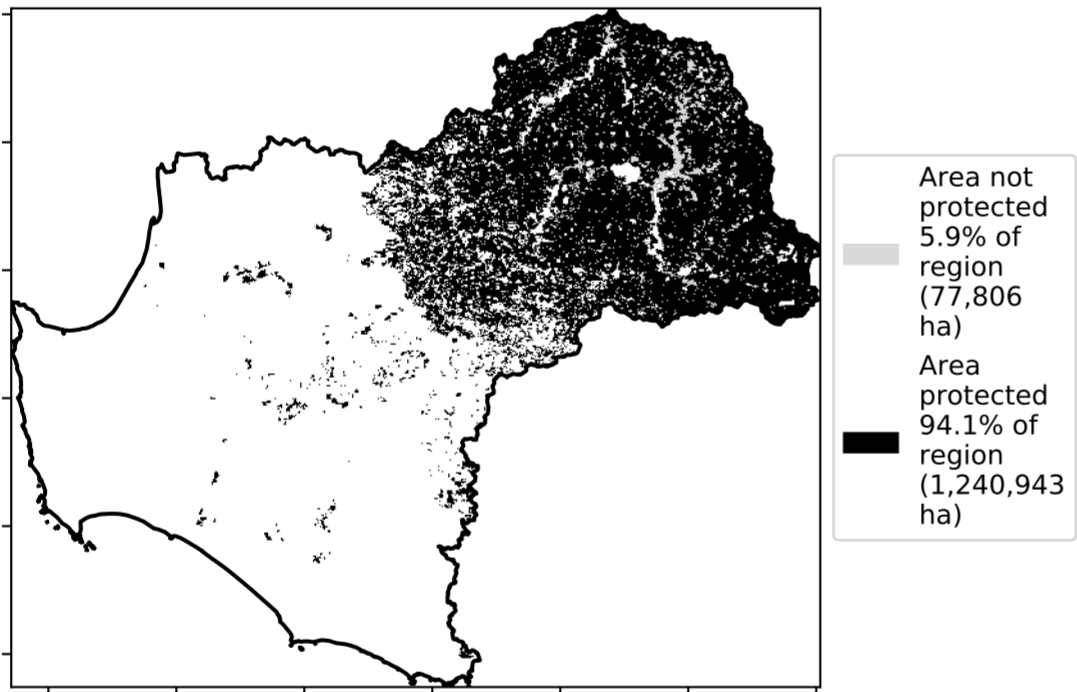 Area not
protected
5.9% of
region
(77,806
ha)
Area
protected
94.1% of
region
(1,240,943
ha)